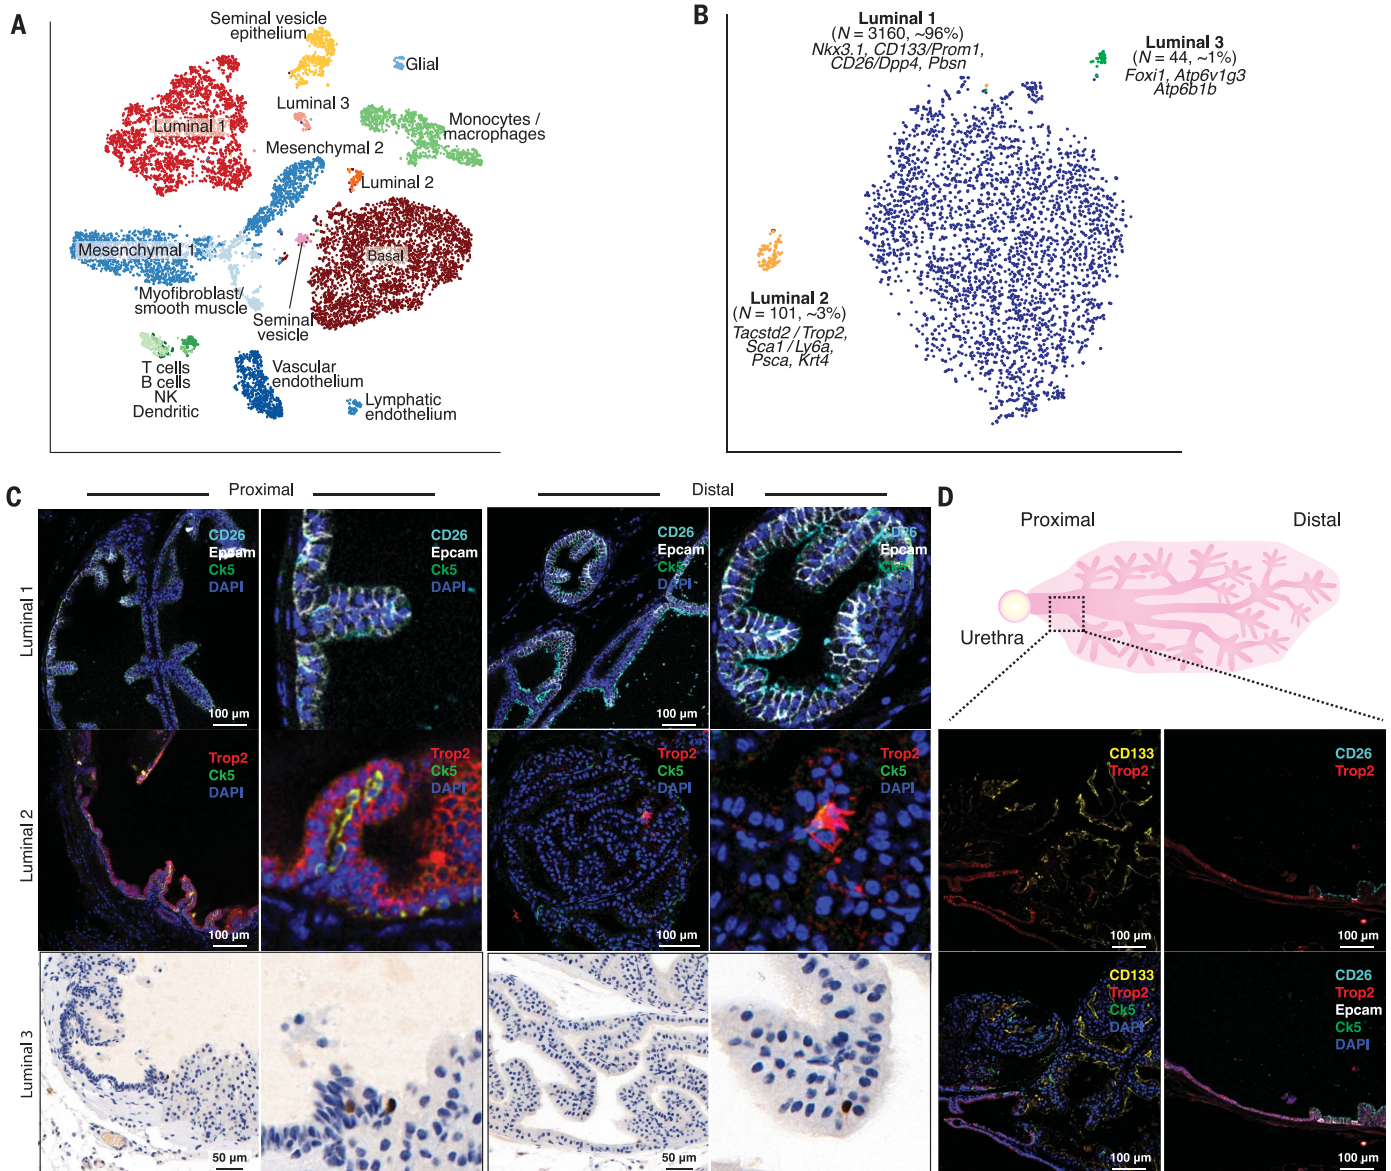 A
Seminal vesicle
epithelium
Glial
Luminal 3
Luminal 1
Monocytes /
macrophages
Mesenchymal 2
Luminal 2
Mesenchymal 1
Basal
Myofibroblast/
smooth muscle
Seminal
vesicle
T cells
B cells
NK
Dendritic
Vascular
endothelium
Lymphatic
endothelium
B
Luminal 1
(N = 3160, ~96%)
Nkx3.1, CD133/Prom1,
CD26/Dpp4, Pbsn
Luminal 3
(N = 44, ~1%)
Foxi1, Atp6v1g3
Atp6b1b
Luminal 2
(N = 101, ~3%)
Tacstd2 / Trop2,
Sca1 / Ly6a,
Psca, Krt4
C
Proximal
Distal
Luminal 1
CD26
Epcam
Ck5
DAPI
100 µm
CD26
Epcam
Ck5
DAPI
CD26
Epcam
Ck5
DAPI
100 µm
CD26
Epcam
Ck5
DAPI
Luminal 2
Trop2
Ck5
DAPI
100 µm
Trop2
Ck5
DAPI
Trop2
Ck5
DAPI
100 µm
Trop2
Ck5
DAPI
Luminal 3
50 µm
50 µm
D
Proximal
Distal
Urethra
CD133
Trop2
100 µm
CD26
Trop2
100 µm
CD133
Trop2
Ck5
DAPI
100 µm
CD26
Trop2
Epcam
Ck5
DAPI
100 µm